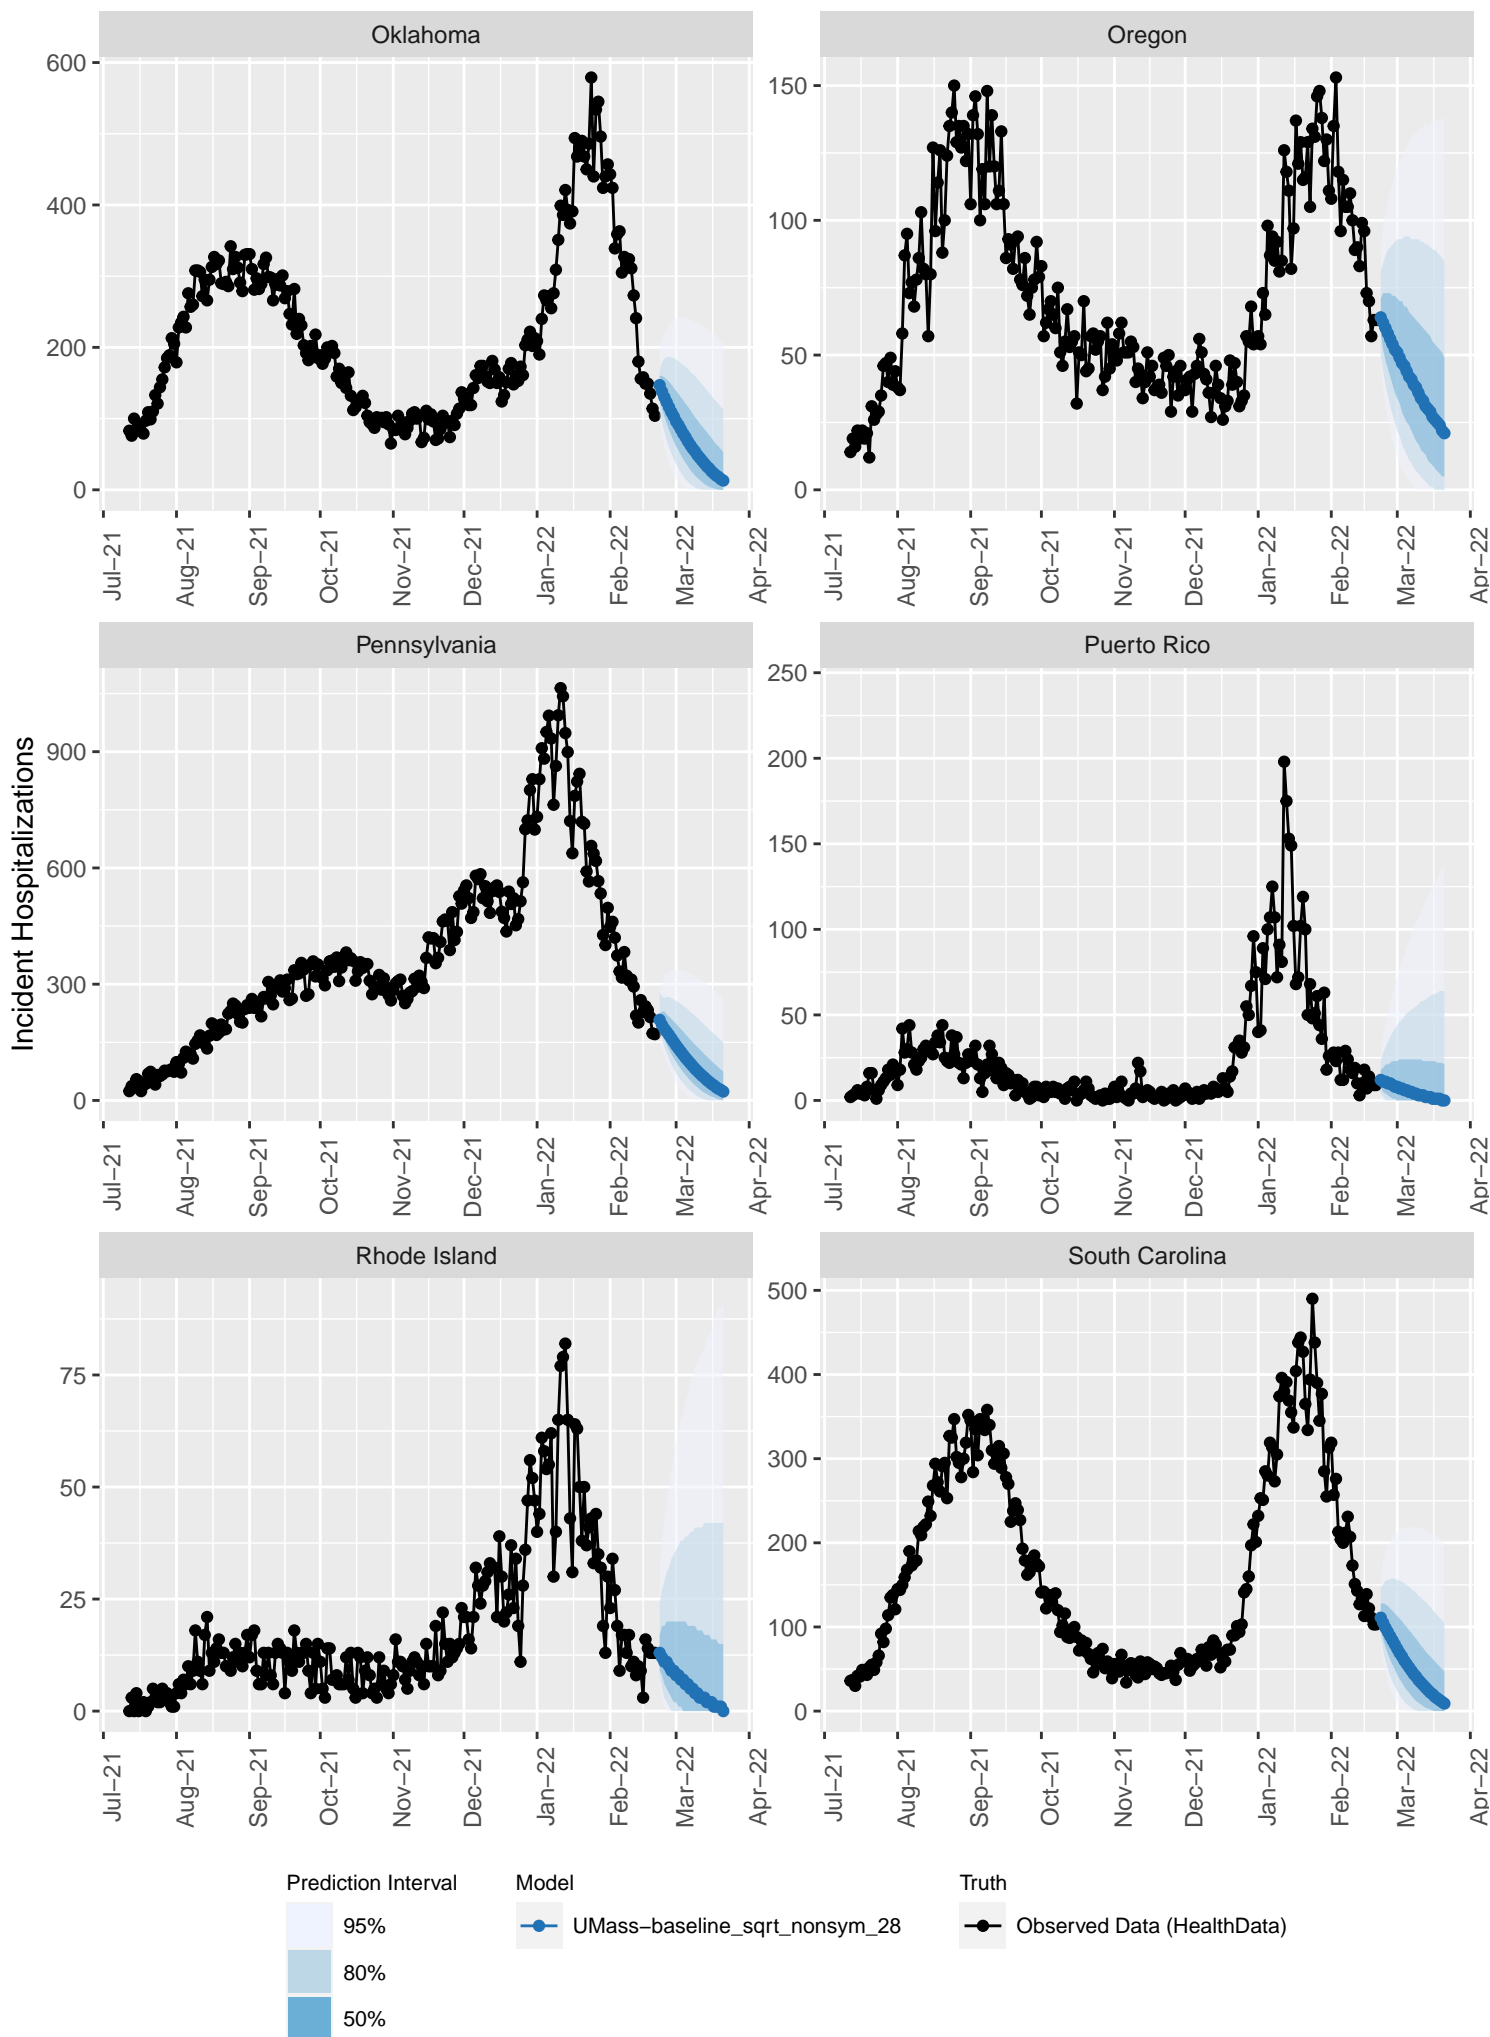 Oklahoma
Oregon
600
400
200
0
150
100
50
0
Jul−21 Aug−21 Sep−21 Oct−21 Nov−21 Dec−21 Jan−22 Feb−22 Mar−22 Apr−22
Jul−21 Aug−21 Sep−21 Oct−21 Nov−21 Dec−21 Jan−22 Feb−22 Mar−22 Apr−22
Incident Hospitalizations
Pennsylvania
Puerto Rico
900
600
300
0
250
200
150
100
50
0
Jul−21 Aug−21 Sep−21 Oct−21 Nov−21 Dec−21 Jan−22 Feb−22 Mar−22 Apr−22
Jul−21 Aug−21 Sep−21 Oct−21 Nov−21 Dec−21 Jan−22 Feb−22 Mar−22 Apr−22
Rhode Island
South Carolina
75
50
25
0
500
400
300
200
100
0
Jul−21 Aug−21 Sep−21 Oct−21 Nov−21 Dec−21 Jan−22 Feb−22 Mar−22 Apr−22
Jul−21 Aug−21 Sep−21 Oct−21 Nov−21 Dec−21 Jan−22 Feb−22 Mar−22 Apr−22
Prediction Interval
95%
80%
50%
Model
UMass−baseline_sqrt_nonsym_28
Truth
Observed Data (HealthData)